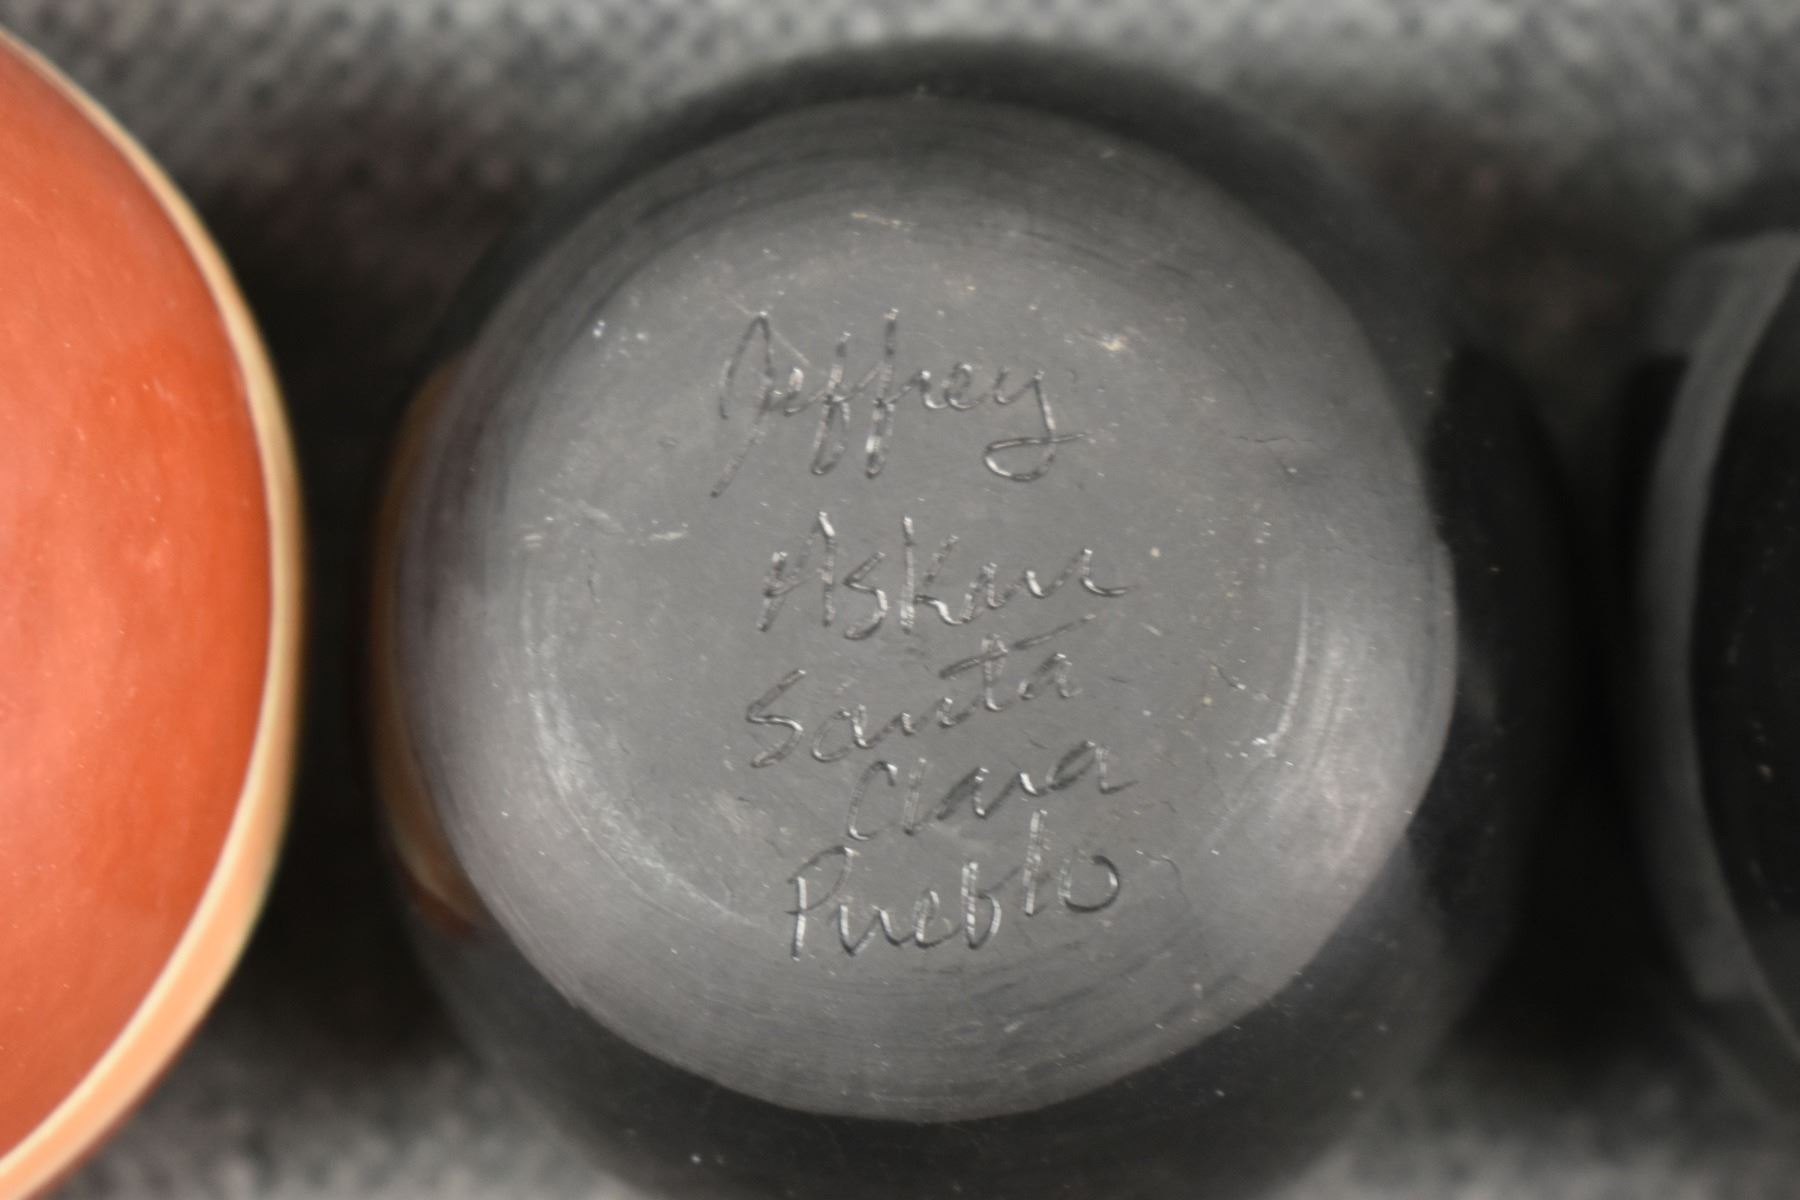 Jeffrey
Askan
Santa
Clara
Pueblo